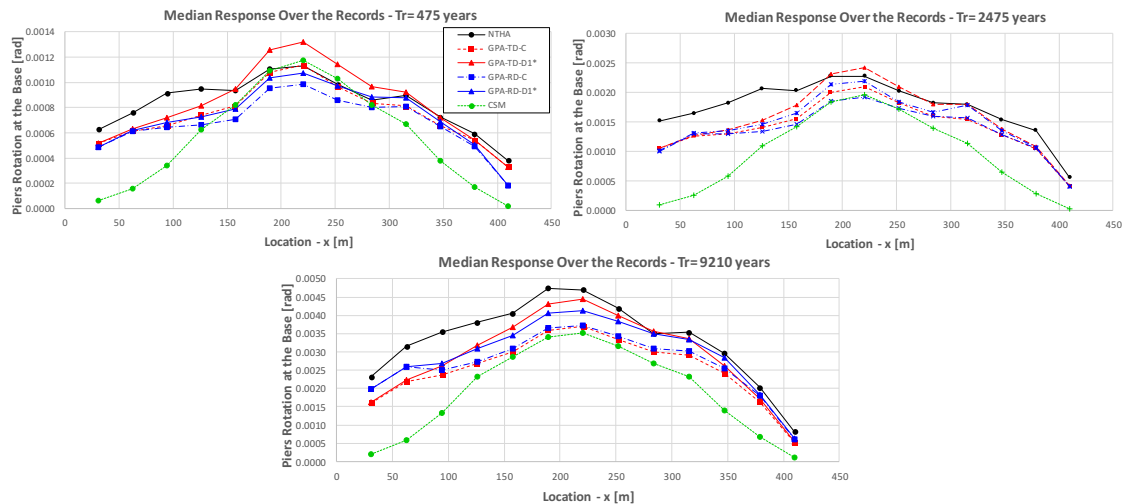 Median Response Over the Records - Tr= 475 years
Piers Rotation at the Base [rad]
0.0014
0.0012
0.0010
0.0008
0.0006
0.0004
0.0002
0.0000
0 50 100 150 200 250 300 350 400 450
Location - x [m]
NTHA
GPA-TD-C
GPA-TD-D1*
GPA-RD-C
GPA-RD-D1*
CSM
Median Response Over the Records - Tr= 2475 years
Piers Rotation at the Base [rad]
0.0030
0.0025
0.0020
0.0015
0.0010
0.0005
0.0000
0 50 100 150 200 250 300 350 400 450
Location - x [m]
Median Response Over the Records - Tr= 9210 years
Piers Rotation at the Base [rad]
0.0050
0.0045
0.0040
0.0035
0.0030
0.0025
0.0020
0.0015
0.0010
0.0005
0.0000
0 50 100 150 200 250 300 350 400 450
Location - x [m]